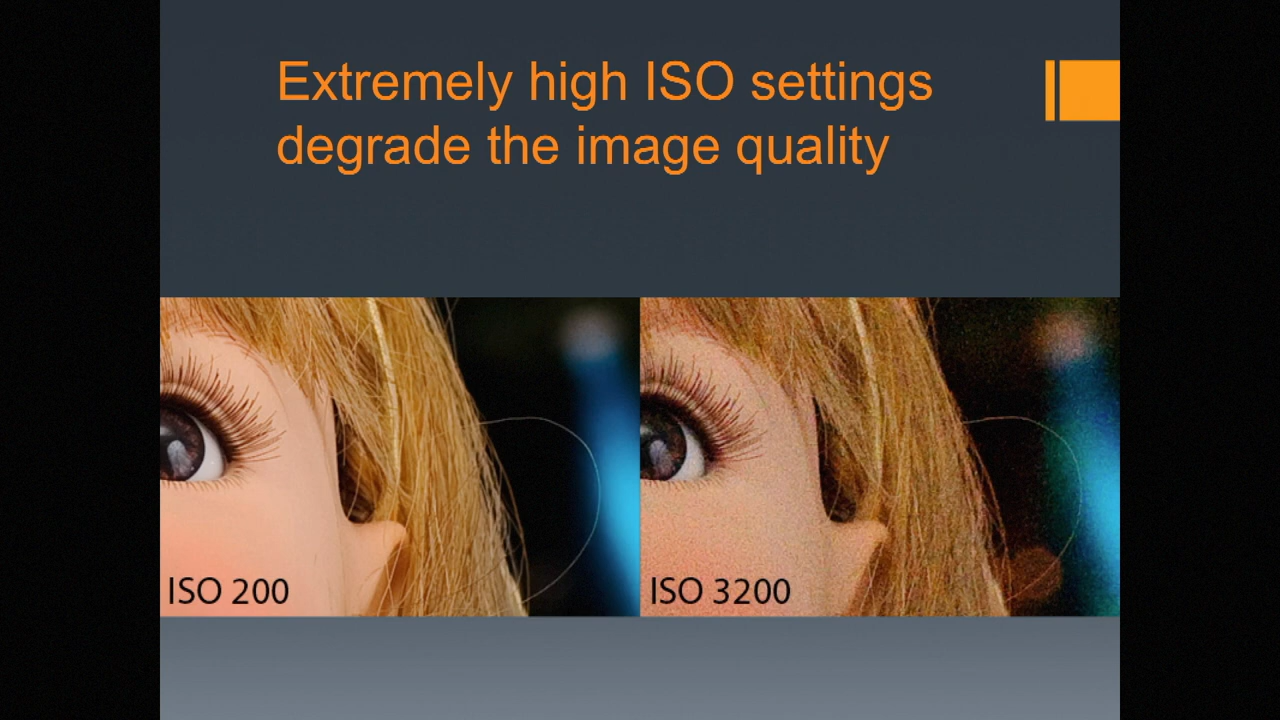 Extremely high ISO settings
degrade the image quality
ISO 200
ISO 3200